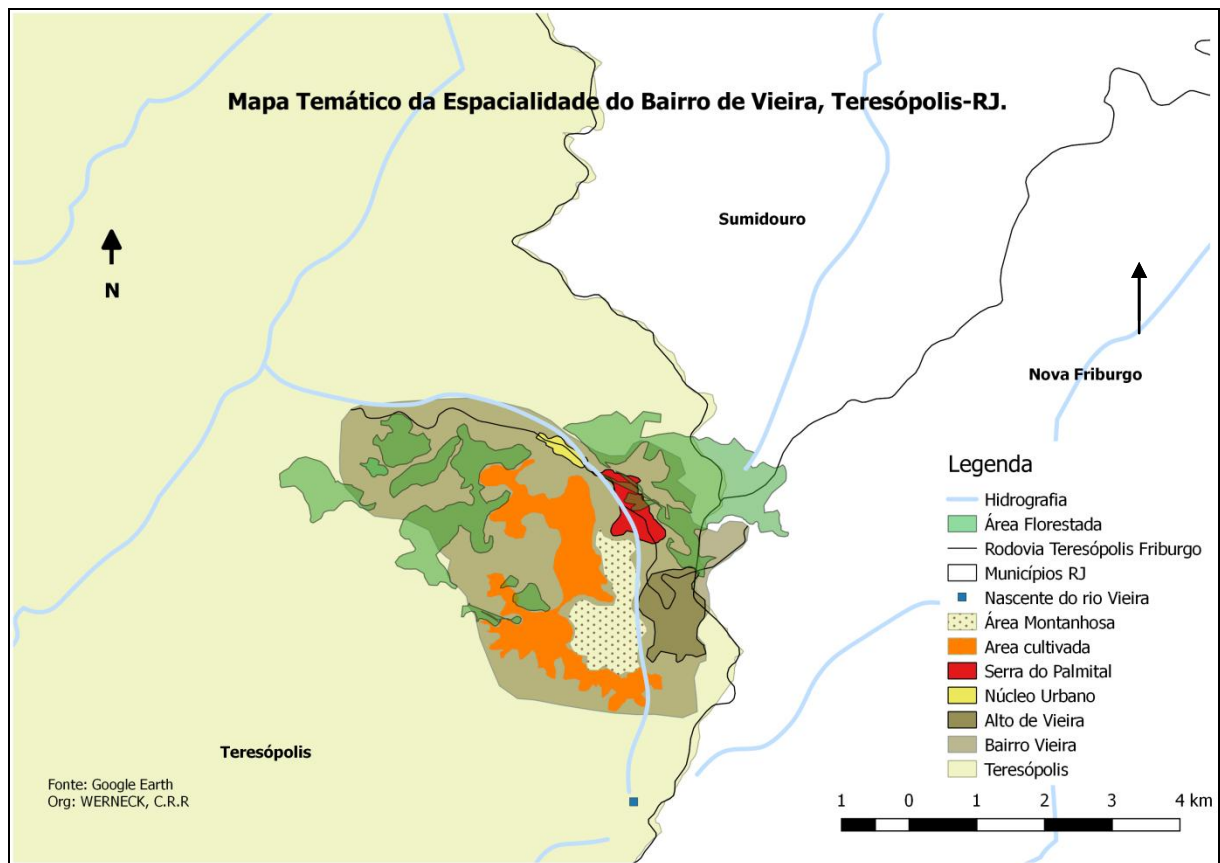 Mapa Temático da Espacialidade do Bairro de Vieira, Teresópolis-RJ.
Sumidouro
N
Nova Friburgo
Legenda
Hidrografia
Área Florestada
Rodovia Teresópolis Friburgo
Municípios RJ
Nascente do rio Vieira
Área Montanhosa
Area cultivada
Serra do Palmital
Núcleo Urbano
Alto de Vieira
Bairro Vieira
Teresópolis
Teresópolis
Fonte: Google Earth
Org: WERNECK, C.R.R
1 0 1 2 3 4 km